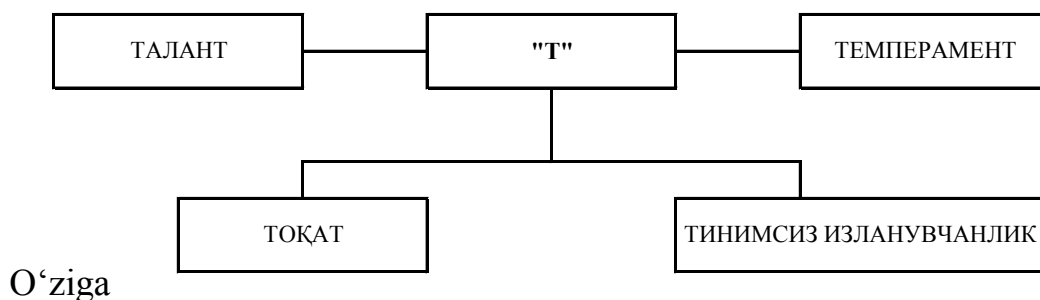 ТАЛАНТ
"Т"
ТЕМПЕРАМЕНТ
ТОҚАТ
ТИНИМСИЗ ИЗЛАНУВЧАНЛИК
O‘ziga